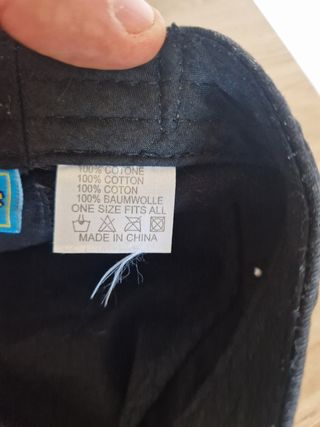 100% COTONE
100% COTTON
100% COTON
100% BAUMWOLLE
ONE SIZE FITS ALL
MADE IN CHINA